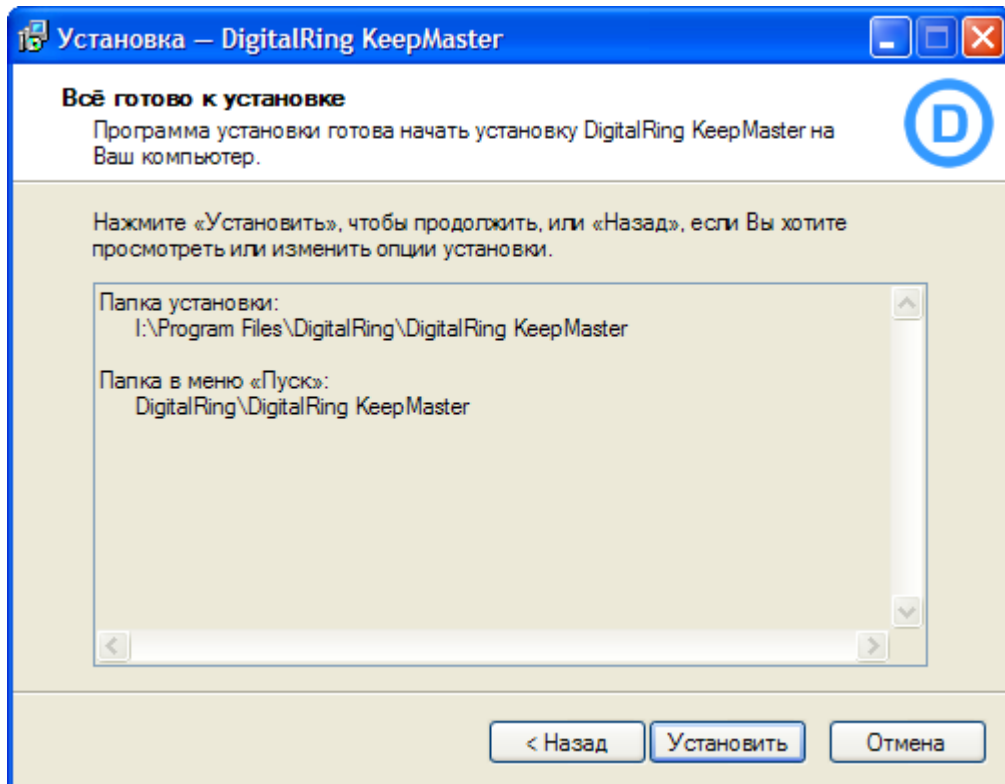 Установка — DigitalRing KeepMaster
Всё готово к установке
Программа установки готова начать установку DigitalRing KeepMaster на
Ваш компьютер.
D
Нажмите «Установить», чтобы продолжить, или «Назад», если Вы хотите
просмотреть или изменить опции установки.
Папка установки:
I:\Program Files\DigitalRing\DigitalRing KeepMaster
Папка в меню «Пуск»:
DigitalRing\DigitalRing KeepMaster
< Назад
Установить
Отмена